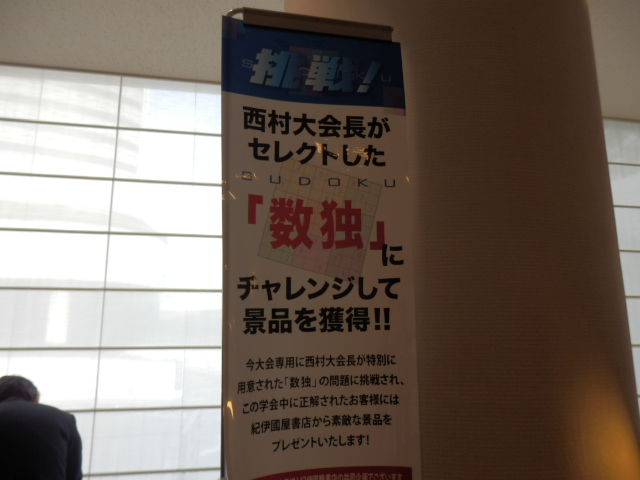 挑戦!
西村大会長が
セレクトした
SUDOKU
「数独」に
チャレンジして
景品を獲得!!
今大会専用に西村大会長が特別に
用意された「数独」の問題に挑戦され、
この学会中に正解されたお客様には
紀伊國屋書店から素敵な景品を
プレゼントいたします!